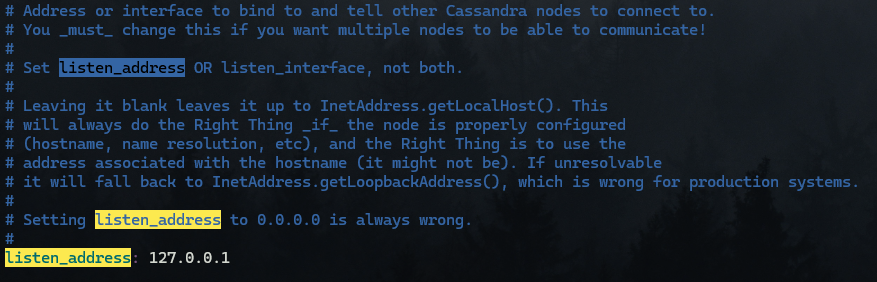 # Address or interface to bind to and tell other Cassandra nodes to connect to.
# You _must_ change this if you want multiple nodes to be able to communicate!
#
# Set listen_address OR listen_interface, not both.
#
# Leaving it blank leaves it up to InetAddress.getLocalHost(). This
# will always do the Right Thing _if_ the node is properly configured
# (hostname, name resolution, etc), and the Right Thing is to use the
# address associated with the hostname (it might not be). If unresolvable
# it will fall back to InetAddress.getLoopbackAddress(), which is wrong for production systems.
#
# Setting listen_address to 0.0.0.0 is always wrong.
#
listen_address: 127.0.0.1